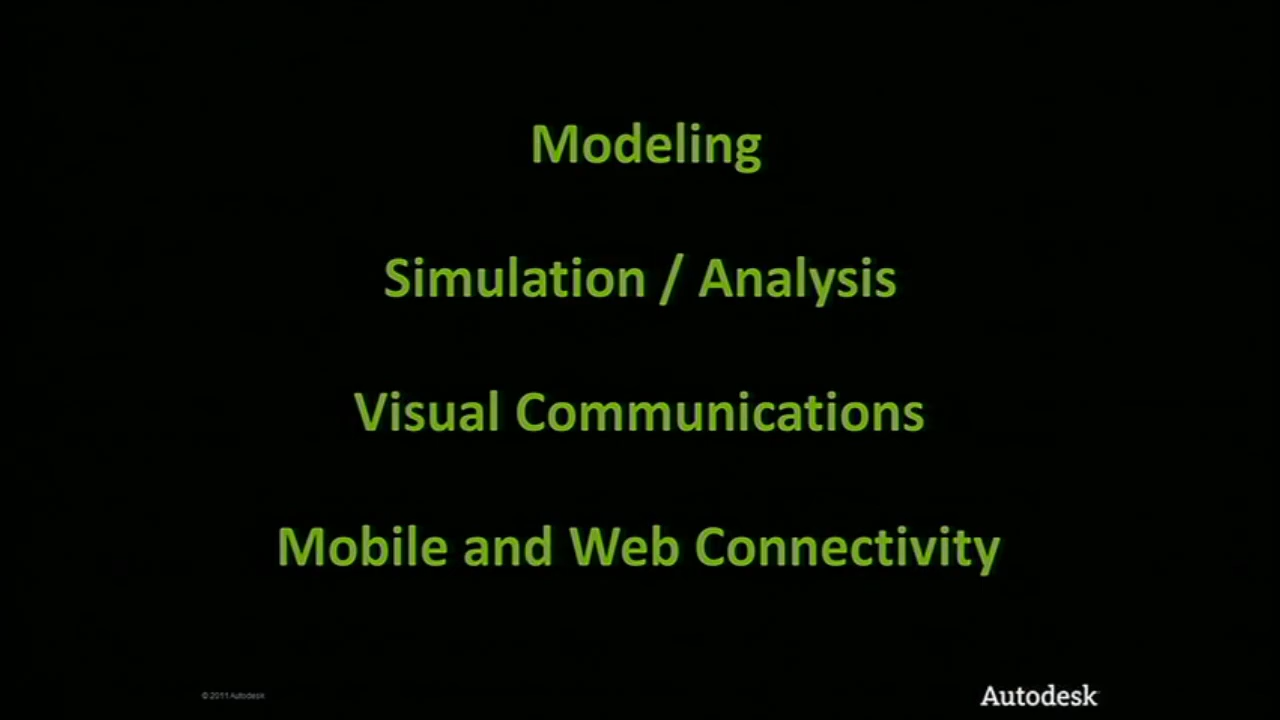 Modeling
Simulation / Analysis
Visual Communications
Mobile and Web Connectivity
© 2011 Autodesk
Autodesk